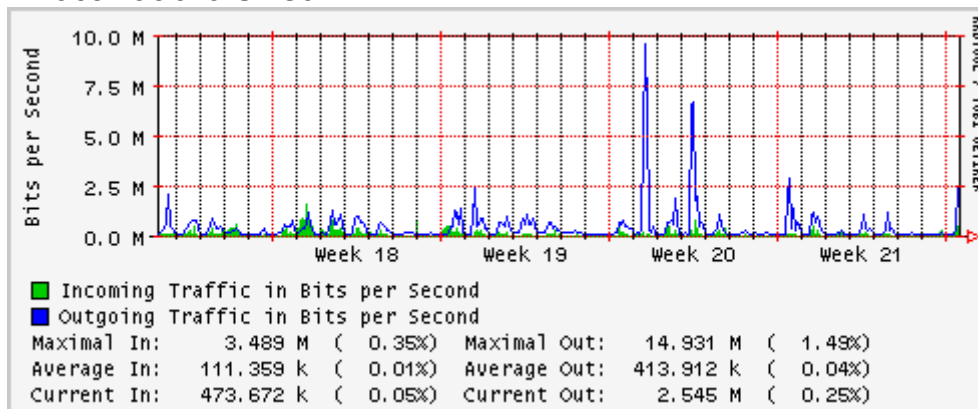 10.0 M
7.5 M
5.0 M
2.5 M
0.0 M
Bits per Second
Week 18 Week 19 Week 20 Week 21
Incoming Traffic in Bits per Second
Outgoing Traffic in Bits per Second
Maximal In: 3.489 M ( 0.35%) Maximal Out: 14.931 M ( 1.49%)
Average In: 111.359 k ( 0.01%) Average Out: 413.912 k ( 0.04%)
Current In: 473.672 k ( 0.05%) Current Out: 2.545 M ( 0.25%)